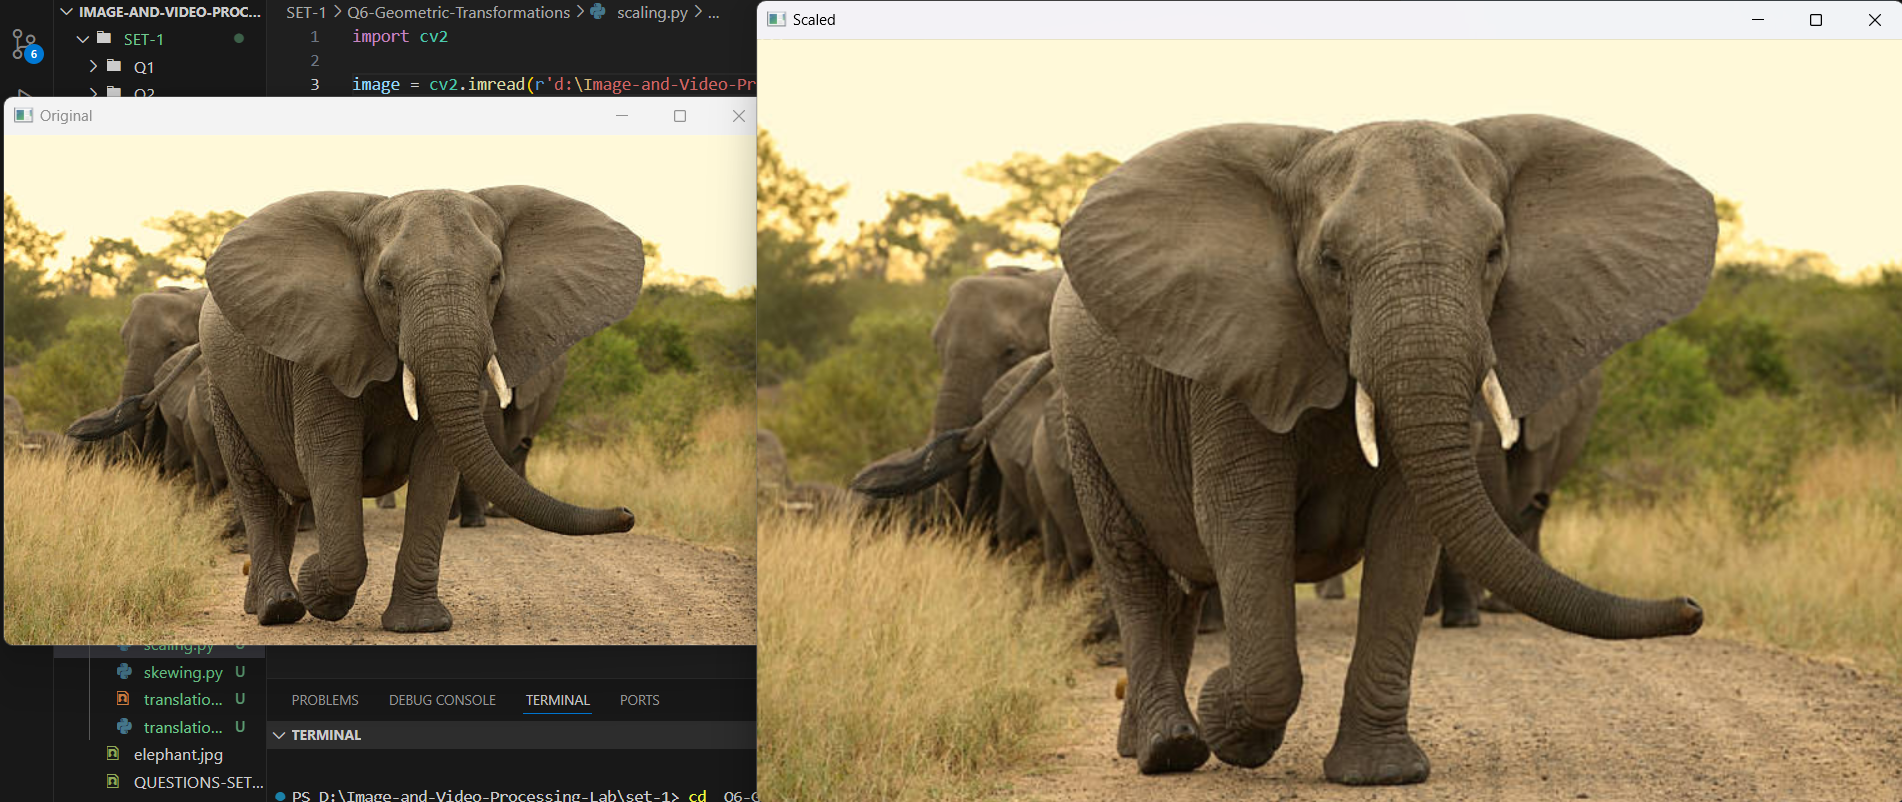 IMAGE-AND-VIDEO-PROC...
SET-1
Q1
Q2
6
SET-1 > Q6-Geometric-Transformations > scaling.py > ...
1 import cv2
2
3 image = cv2.imread(r'd:\Image-and-Video-Pr
Original
Scaled
scaling.py U
skewing.py U
translatio... U
translatio... U
elephant.jpg
QUESTIONS-SET...
PROBLEMS DEBUG CONSOLE TERMINAL PORTS
TERMINAL
PS D:\Image-and-Video-Processing-Lab\set-1> cd